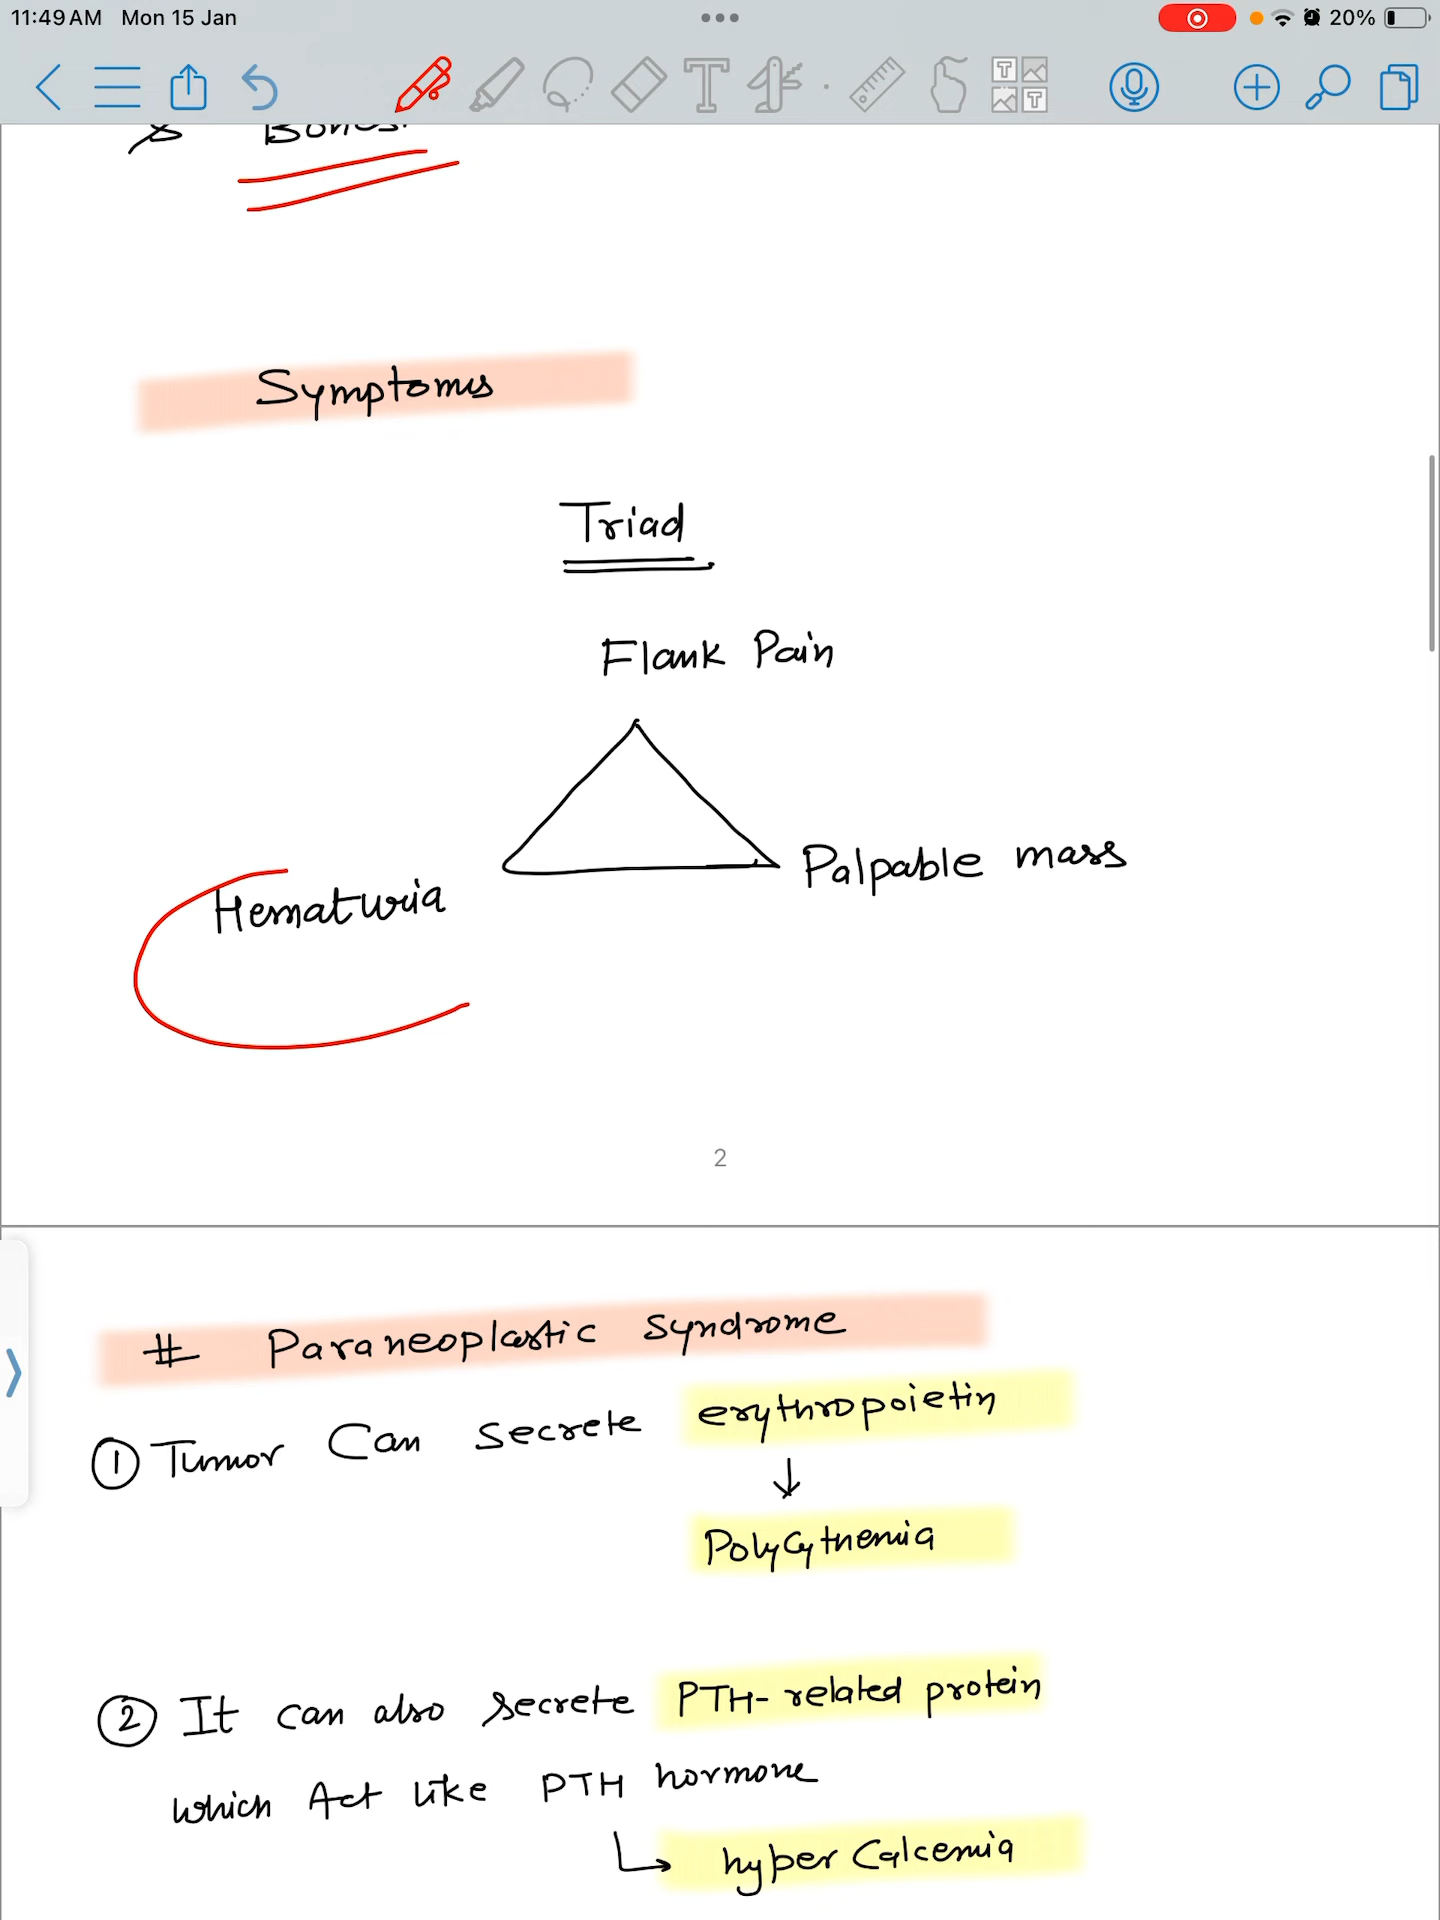 11:49 AM Mon 15 Jan
20%
Bones.
Symptoms
Triad
Flank Pain
Palpable mass
Hematuria
2
# Paraneoplastic syndrome
① Tumor Can secrete erythropoietin
↓
Polycythemia
② It can also secrete PTH-related protein
which Act like PTH hormone
↳ hyper Calcemia